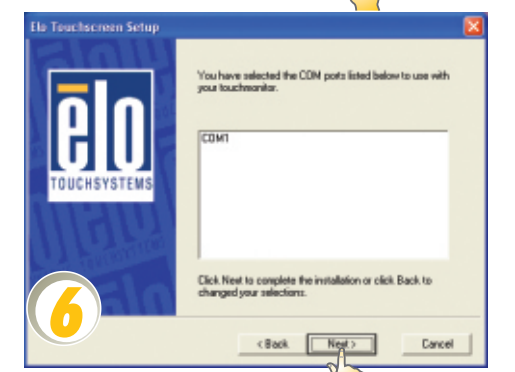 Elo Touchscreen Setup
You have selected the COM ports listed below to use with
your touchmonitor.
COM1
elo
TOUCHSYSTEMS
Click Next to complete the installation or click Back to
changed your selections.
6
< Back
Next >
Cancel